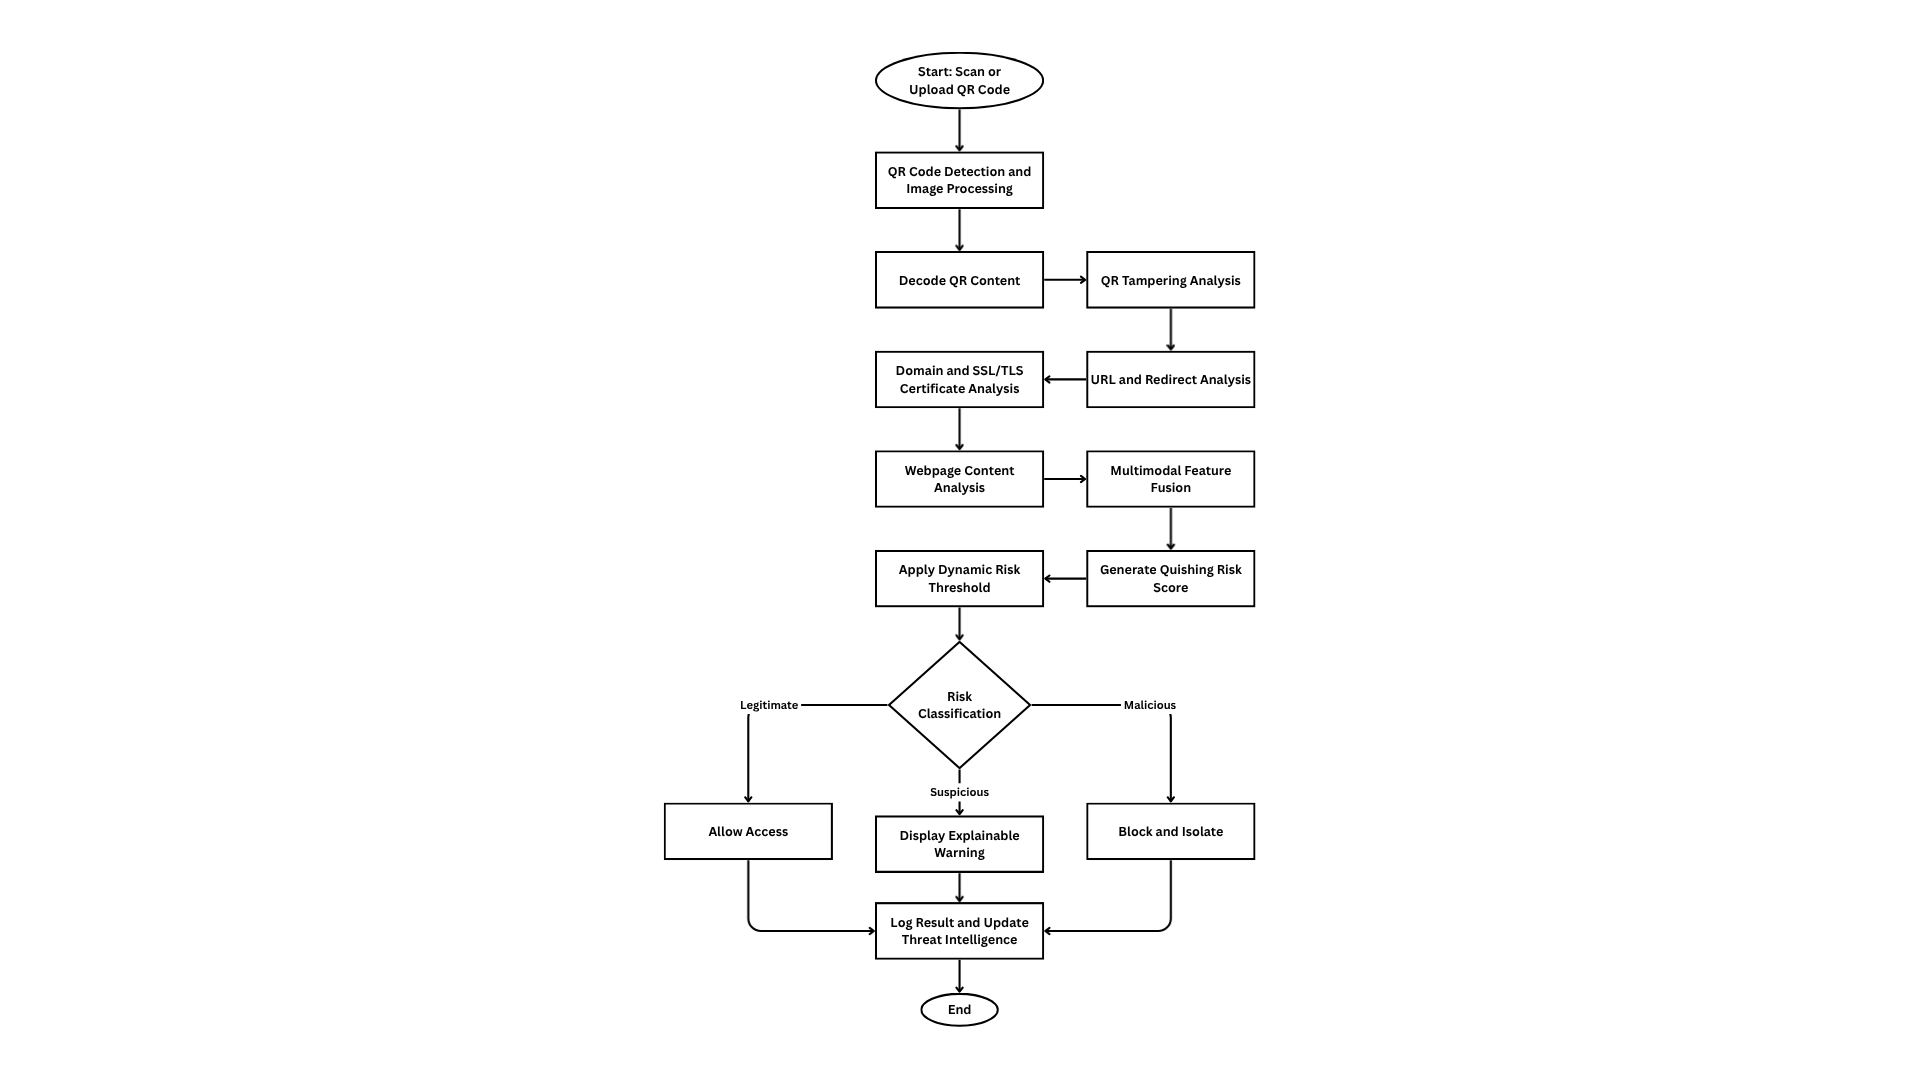 Start: Scan or
Upload QR Code
QR Code Detection and
Image Processing
Decode QR Content
QR Tampering Analysis
Domain and SSL/TLS
Certificate Analysis
URL and Redirect Analysis
Webpage Content
Analysis
Multimodal Feature
Fusion
Apply Dynamic Risk
Threshold
Generate Quishing Risk
Score
Risk
Classification
Legitimate
Malicious
Suspicious
Allow Access
Display Explainable
Warning
Block and Isolate
Log Result and Update
Threat Intelligence
End